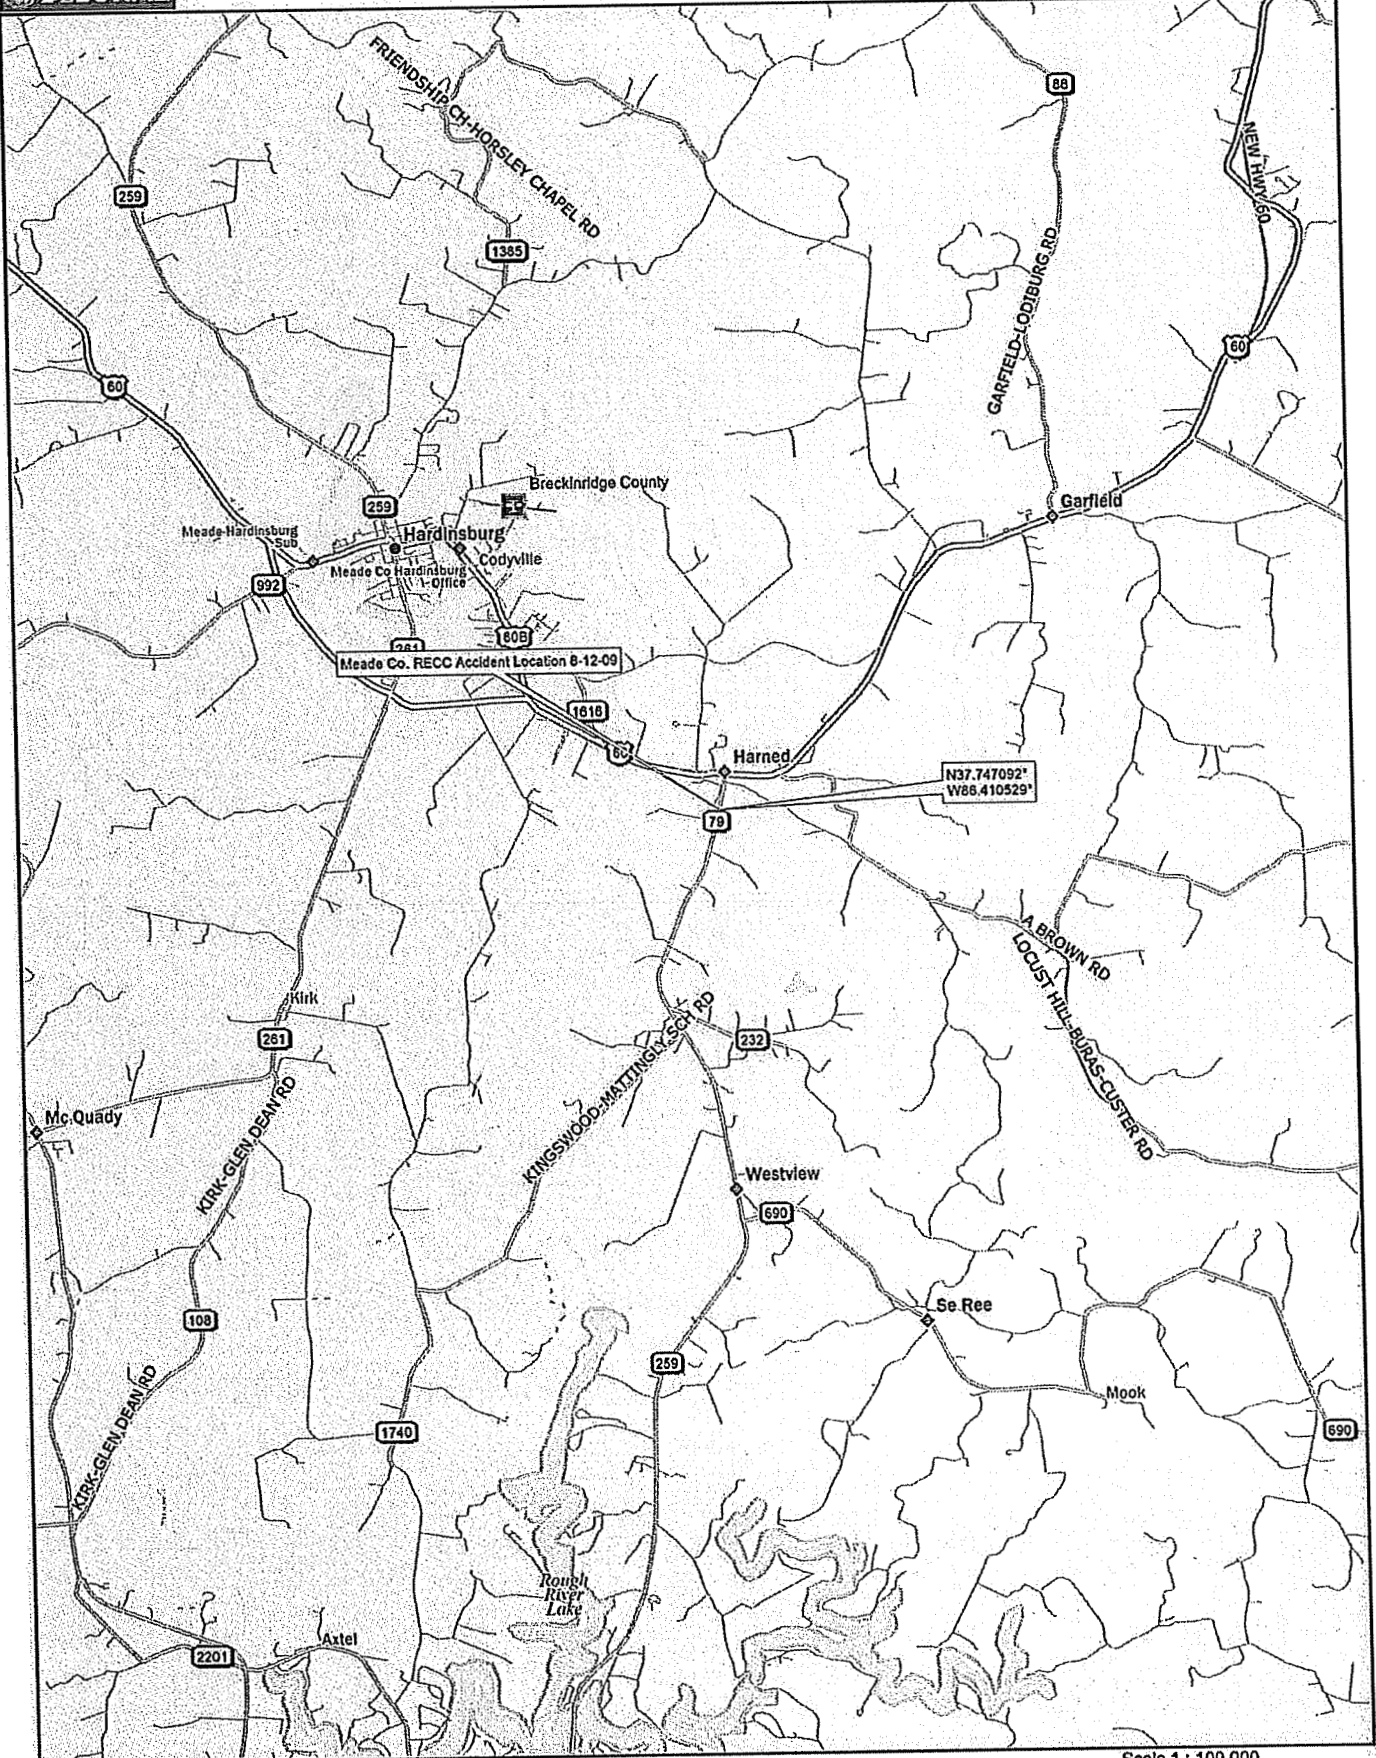 FRIENDSHIP CH-HORSLEY CHAPEL RD
88
NEW HWY 60
259
1385
GARFIELD-LODIBURG RD
60
60
Breckinridge County
Garfield
259
Meade-Hardinsburg
Sub
Hardinsburg
Codyville
Meade Co Hardinsburg
Office
992
60B
261
Meade Co. RECC Accident Location 8-12-09
1616
60
Harned
N37.747092°
W86.410529°
79
A BROWN RD
LOCUST HILL-BURAS-CUSTER RD
Kirk
261
KINGSWOOD-MATTINGLY SCH RD
232
Mc Quady
KIRK-GLEN DEAN RD
Westview
690
108
Se Ree
259
Mook
KIRK-GLEN DEAN RD
1740
690
Rough
River
Lake
Axtel
2201
Scale 1 : 100,000